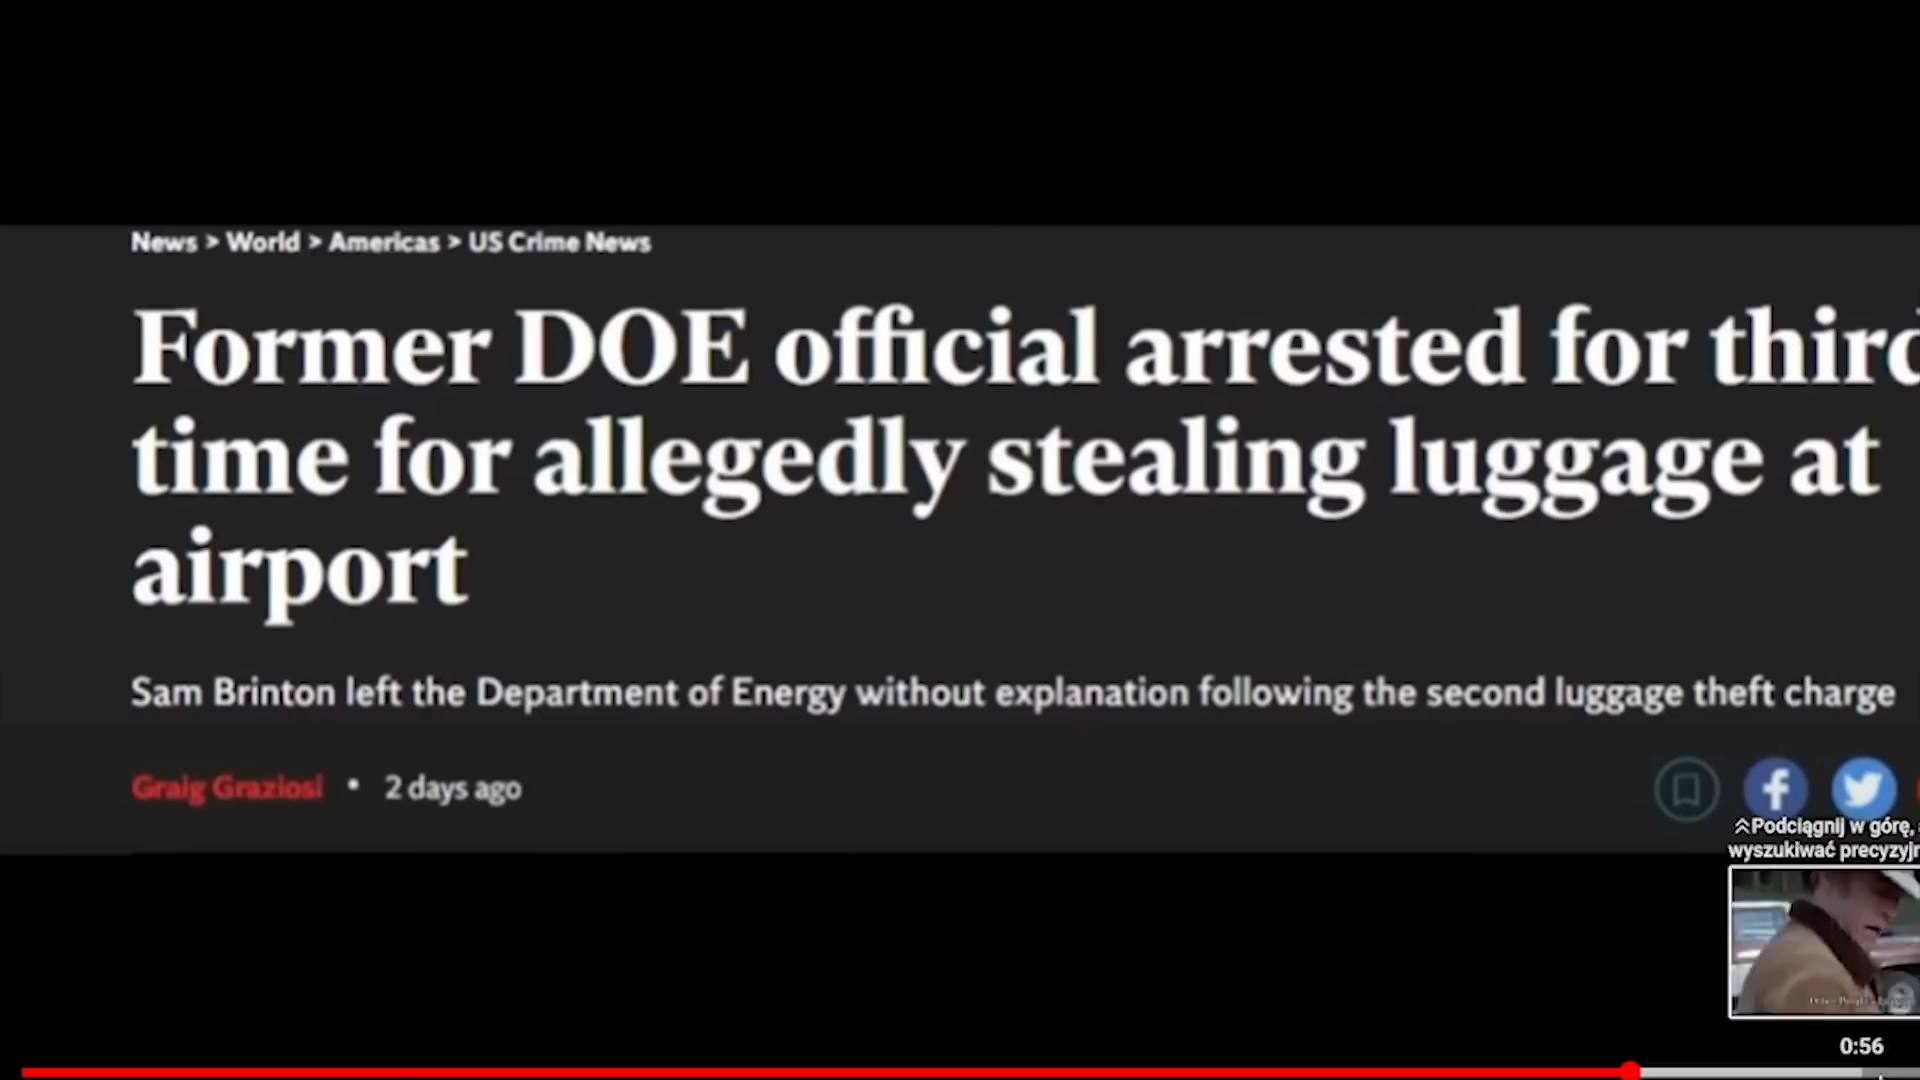 News > World > Americas > US Crime News
Former DOE official arrested for third
time for allegedly stealing luggage at
airport
Sam Brinton left the Department of Energy without explanation following the second luggage theft charge
Graig Graziosi • 2 days ago
Podciągnij w górę,
wyszukiwać
0:56